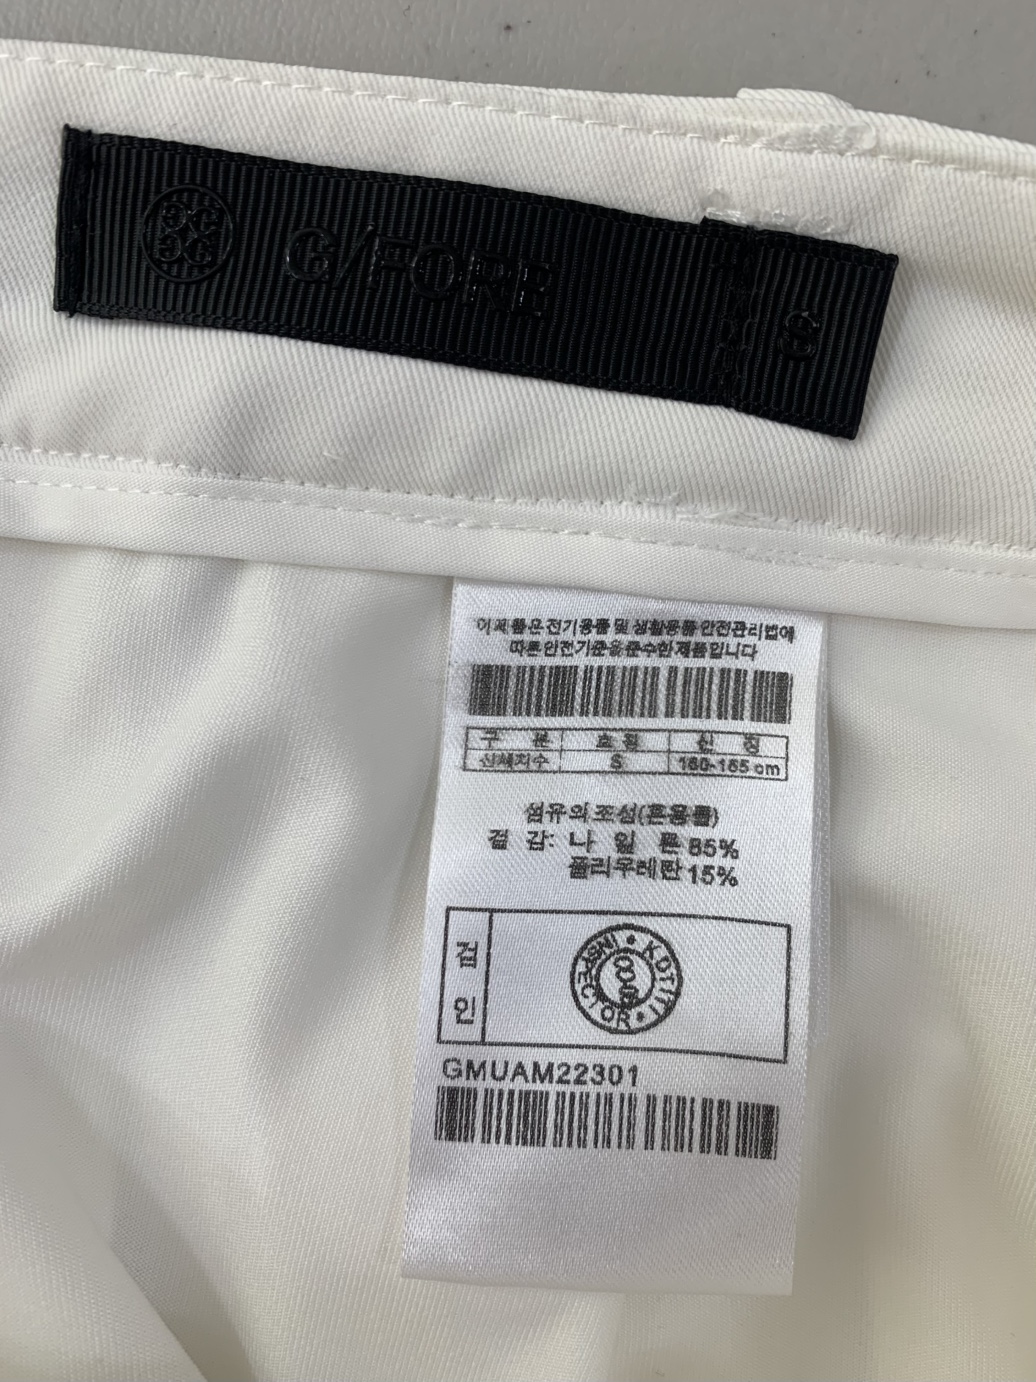 G/FORE
S
이 제품은 전기용품 및 생활용품 안전관리법에
따른 안전기준을 준수한 제품입니다
구 분 호 칭 신 장
신체치수 S 160-165 cm
섬유의 조성(혼용률)
겉 감: 나 일 론 85%
폴리우레탄 15%
검 인
KOTITI INSPECTOR
GMUAM22301